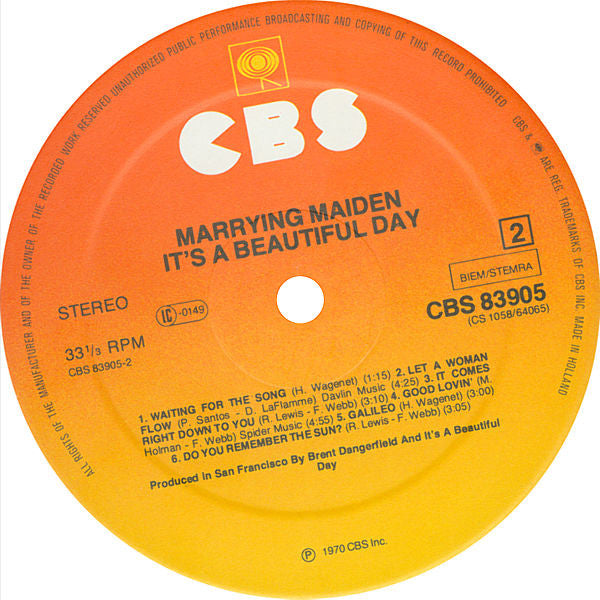 ALL RIGHTS OF THE MANUFACTURER AND OF THE OWNER OF THE RECORDED WORK RESERVED UNAUTHORIZED PUBLIC PERFORMANCE BROADCASTING AND COPYING OF THIS RECORD PROHIBITED
CBS & ARE REG. TRADEMARKS OF CBS INC. MADE IN HOLLAND
CBS
MARRYING MAIDEN
IT'S A BEAUTIFUL DAY
2
BIEM/STEMRA
STEREO
IC -0149
CBS 83905
(CS 1058/64065)
33 1/3 RPM
CBS 83905-2
1. WAITING FOR THE SONG (H. Wagenet) (1:15) 2. LET A WOMAN
FLOW (P. Santos - D. LaFlamme) Davlin Music (4:25) 3. IT COMES
RIGHT DOWN TO YOU (R. Lewis - F. Webb) (3:10) 4. GOOD LOVIN' (M.
Holman - F. Webb) Spider Music (4:55) 5. GALILEO (H. Wagenet) (3:00)
6. DO YOU REMEMBER THE SUN? (R. Lewis - F. Webb) (3:05)
Produced in San Francisco By Brent Dangerfield And It's A Beautiful
Day
Ⓟ 1970 CBS Inc.